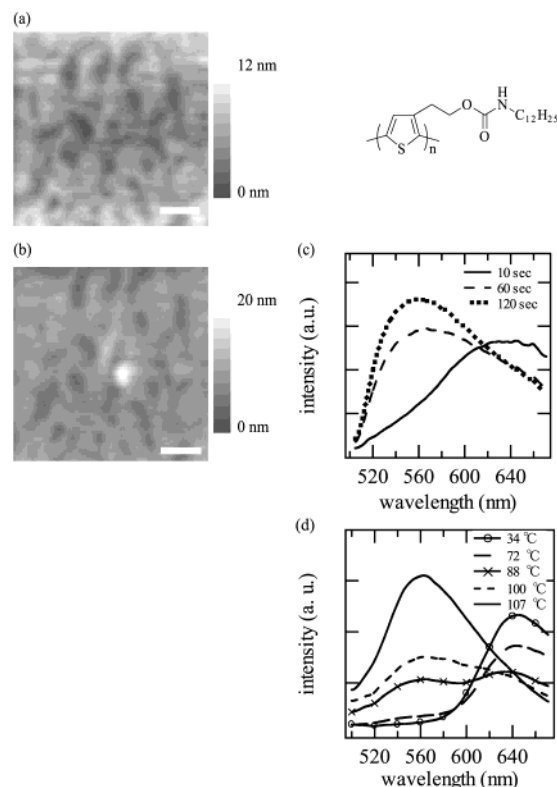 (a)
12 nm
0 nm
H
O
N
C12H25
O
S
n
(b)
20 nm
0 nm
(c)
10 sec
60 sec
120 sec
intensity (a.u.)
520 560 600 640
wavelength (nm)
(d)
34 °C
72 °C
88 °C
100 °C
107 °C
intensity (a. u.)
520 560 600 640
wavelength (nm)